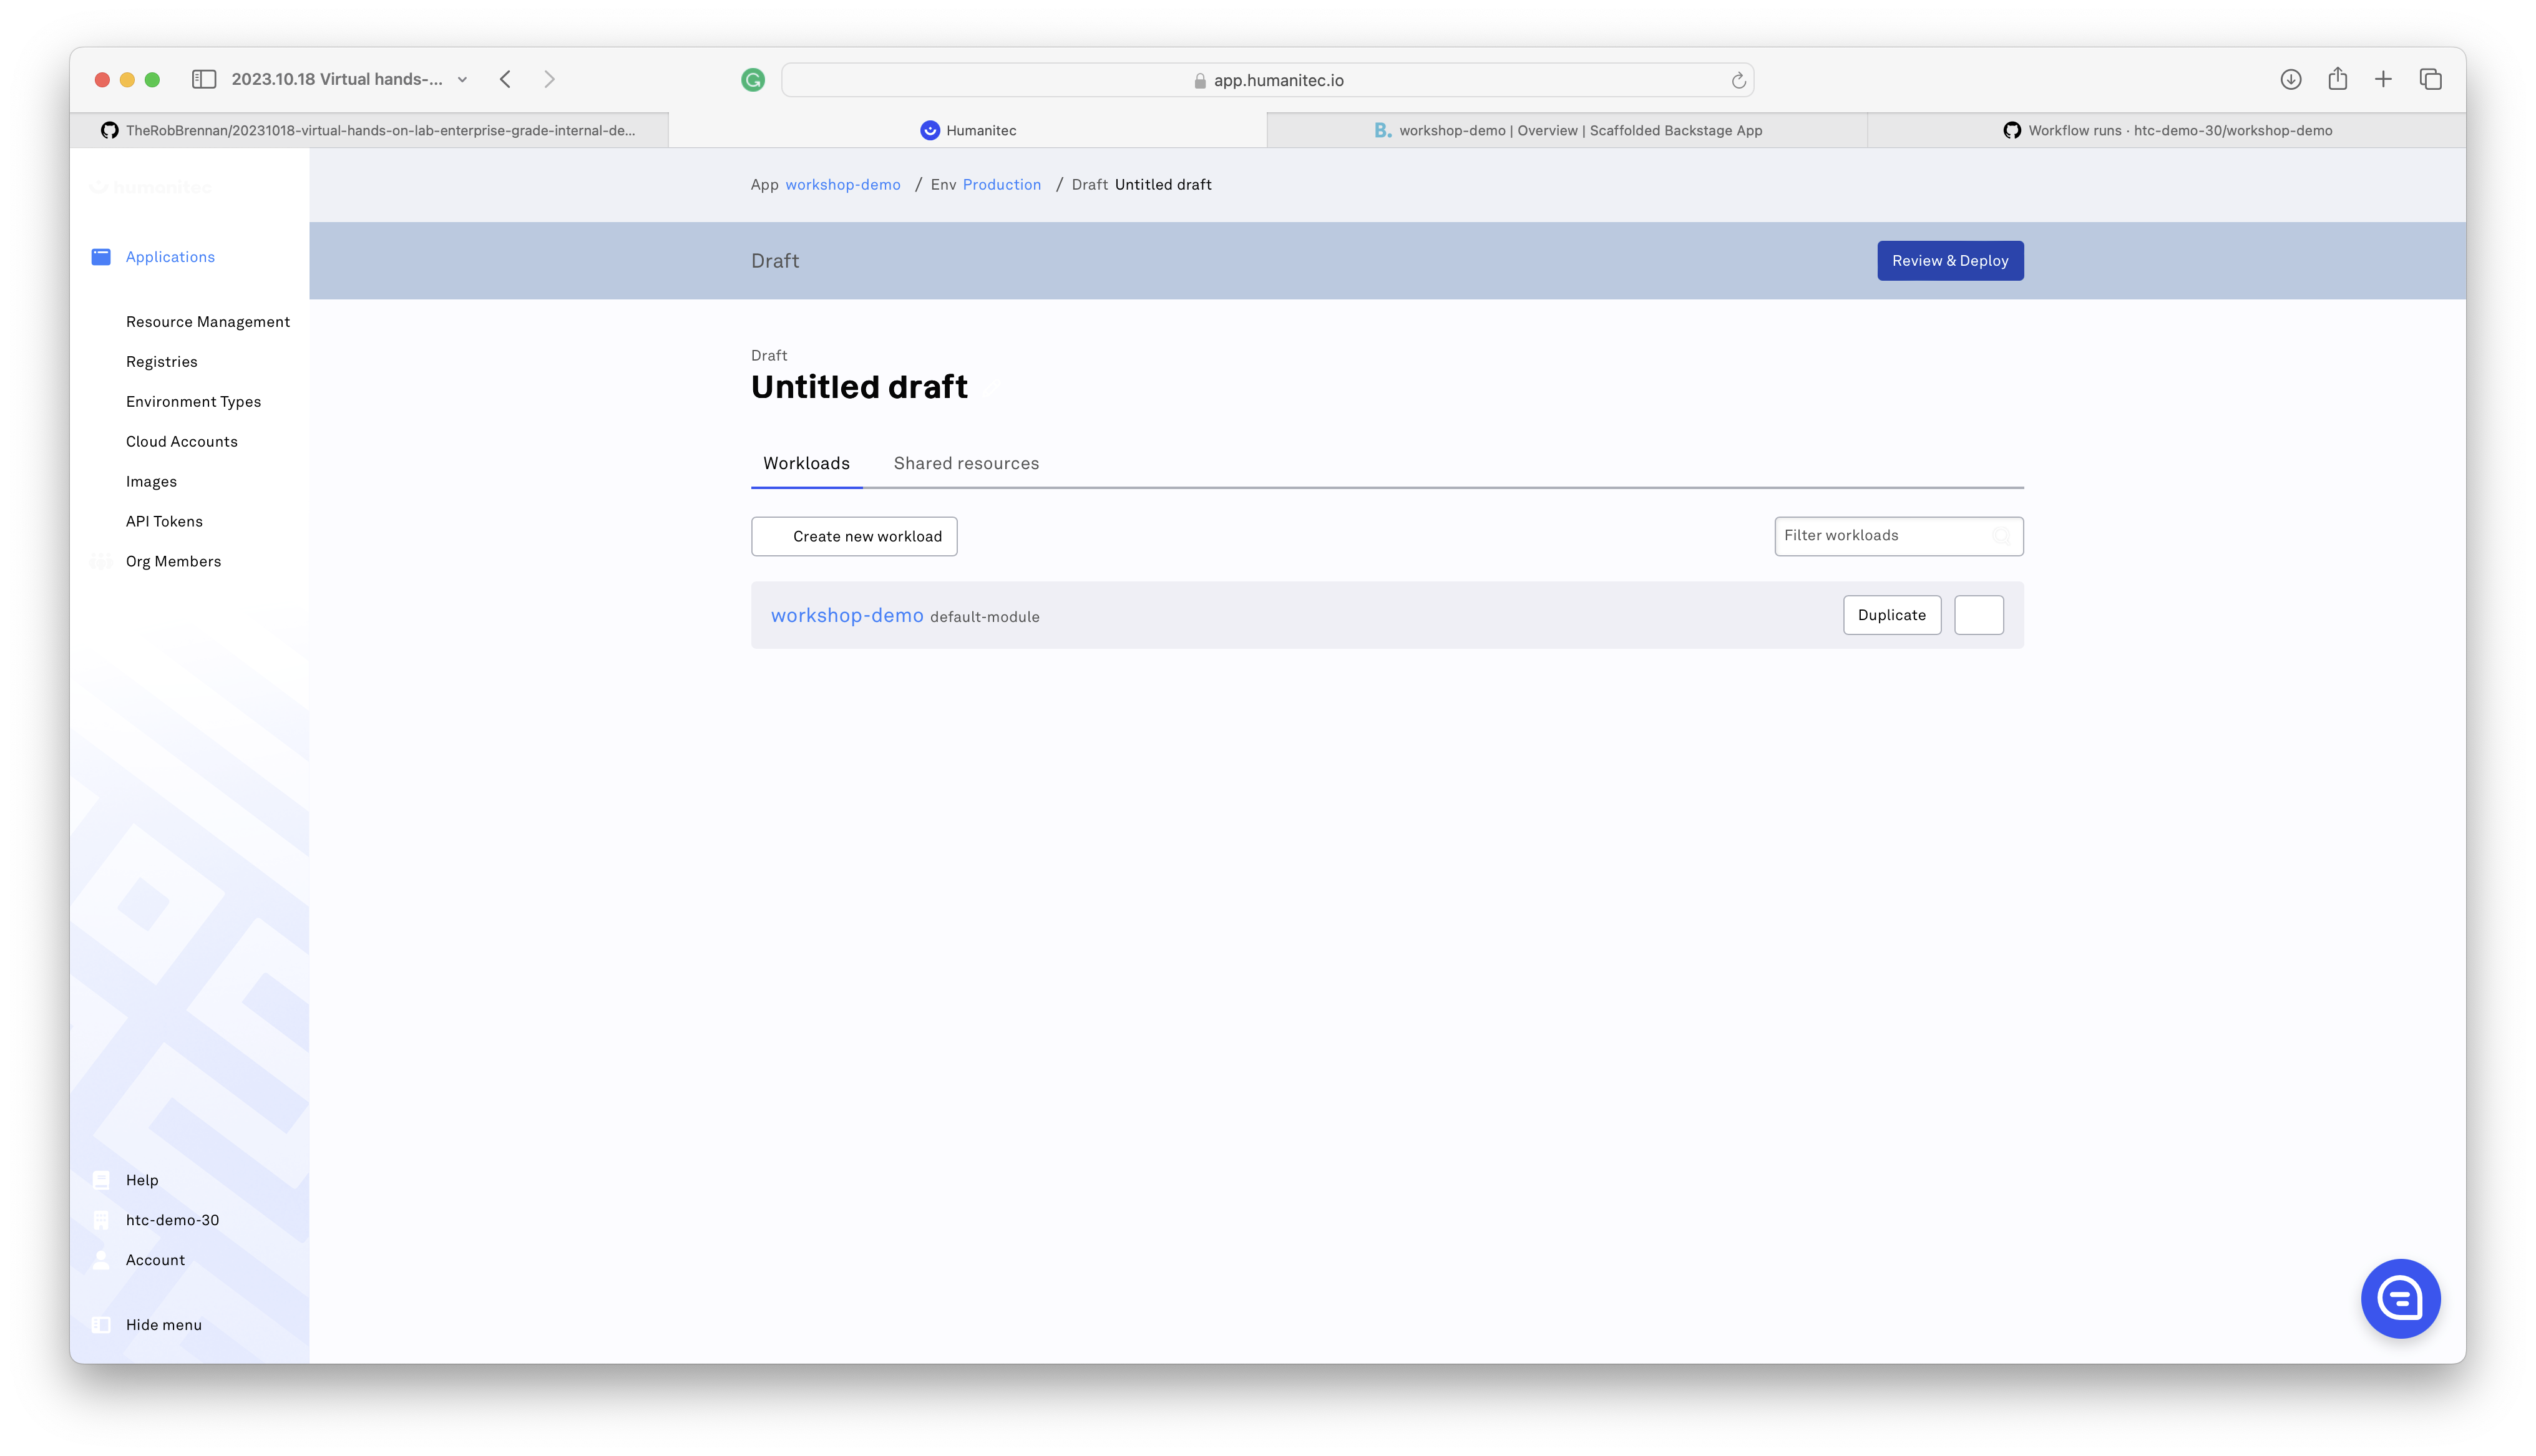 2023.10.18 Virtual hands-...
app.humanitec.io
TheRobBrennan/20231018-virtual-hands-on-lab-enterprise-grade-internal-de...
Humanitec
B. workshop-demo | Overview | Scaffolded Backstage App
Workflow runs · htc-demo-30/workshop-demo
humanitec
App workshop-demo / Env Production / Draft Untitled draft
Applications
Draft
Review & Deploy
Resource Management
Registries
Environment Types
Cloud Accounts
Images
API Tokens
Org Members
Draft
Untitled draft
Workloads
Shared resources
Create new workload
Filter workloads
workshop-demo default-module
Duplicate
Help
htc-demo-30
Account
Hide menu